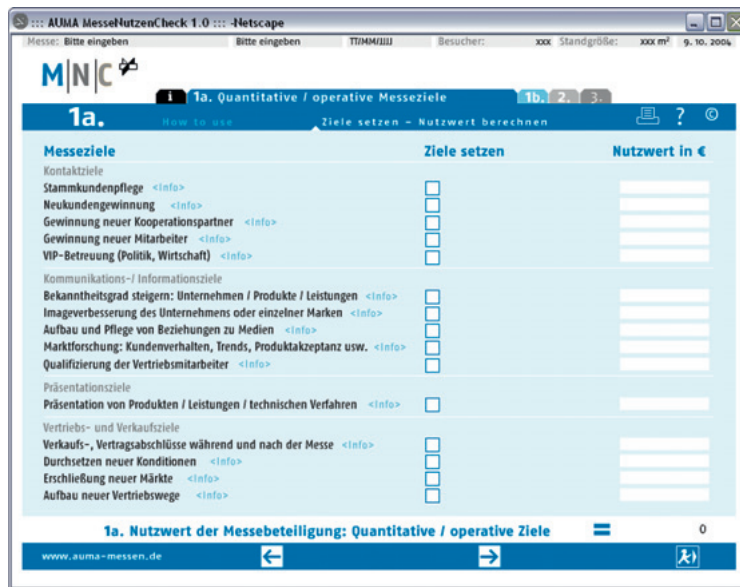 ::: AUMA MesseNutzenCheck 1.0 ::: -Netscape
Messe: Bitte eingeben Bitte eingeben TT/MM/JJJJ Besucher: xxx Standgröße: xxx m² 9. 10. 2004
M|N|C
i 1a. Quantitative / operative Messeziele 1b. 2. 3.
1a. How to use Ziele setzen – Nutzwert berechnen ? ©
Messeziele Ziele setzen Nutzwert in €
Kontaktziele
Stammkundenpflege <Info>
Neukundengewinnung <Info>
Gewinnung neuer Kooperationspartner <Info>
Gewinnung neuer Mitarbeiter <Info>
VIP-Betreuung (Politik, Wirtschaft) <Info>
Kommunikations-/ Informationsziele
Bekanntheitsgrad steigern: Unternehmen / Produkte / Leistungen <Info>
Imageverbesserung des Unternehmens oder einzelner Marken <Info>
Aufbau und Pflege von Beziehungen zu Medien <Info>
Marktforschung: Kundenverhalten, Trends, Produktakzeptanz usw. <Info>
Qualifizierung der Vertriebsmitarbeiter <Info>
Präsentationsziele
Präsentation von Produkten / Leistungen / technischen Verfahren <Info>
Vertriebs- und Verkaufsziele
Verkaufs-, Vertragsabschlüsse während und nach der Messe <Info>
Durchsetzen neuer Konditionen <Info>
Erschließung neuer Märkte <Info>
Aufbau neuer Vertriebswege <Info>
1a. Nutzwert der Messebeteiligung: Quantitative / operative Ziele = 0
www.auma-messen.de